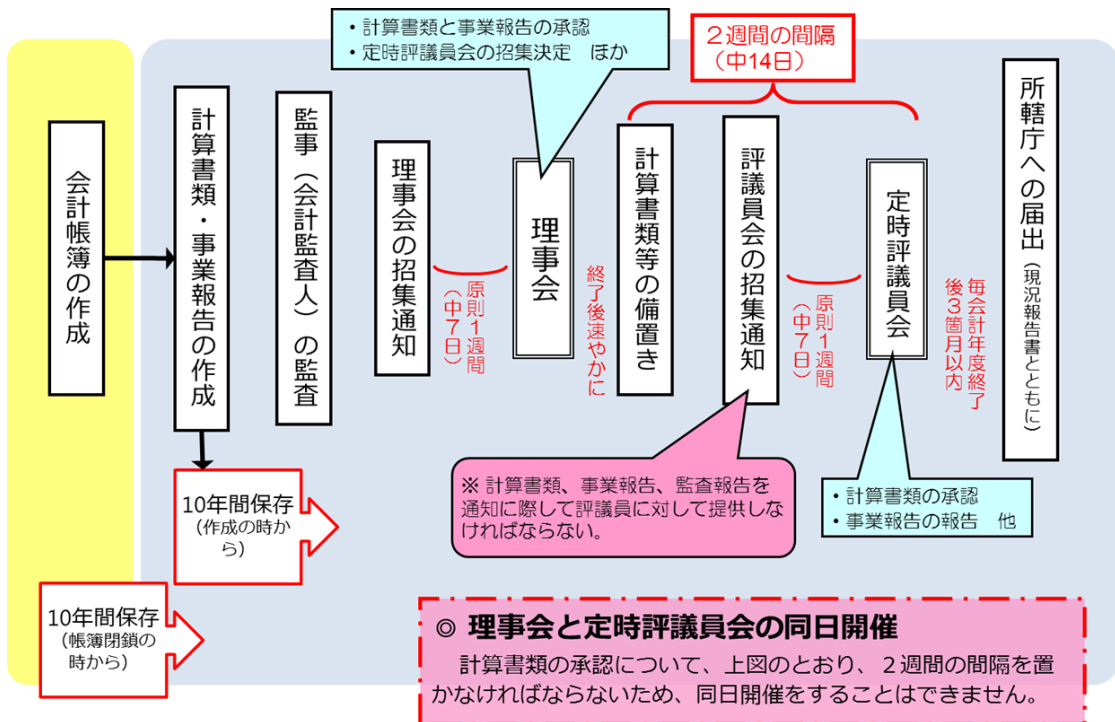 ・計算書類と事業報告の承認
・定時評議員会の招集決定　ほか
２週間の間隔
（中14日）
会計帳簿の作成
計算書類・事業報告の作成
監事（会計監査人）の監査
理事会の招集通知
原則１週間
（中７日）
理事会
終了後速やかに
計算書類等の備置き
評議員会の招集通知
原則１週間
（中７日）
定時評議員会
毎会計年度終了
後３箇月以内
所轄庁への届出（現況報告書とともに）
※ 計算書類、事業報告、監査報告を
通知に際して評議員に対して提供しな
ければならない。
・計算書類の承認
・事業報告の報告　他
10年間保存
（作成の時か
ら）
10年間保存
（帳簿閉鎖の
時から）
◎ 理事会と定時評議員会の同日開催
計算書類の承認について、上図のとおり、２週間の間隔を置
かなければならないため、同日開催をすることはできません。